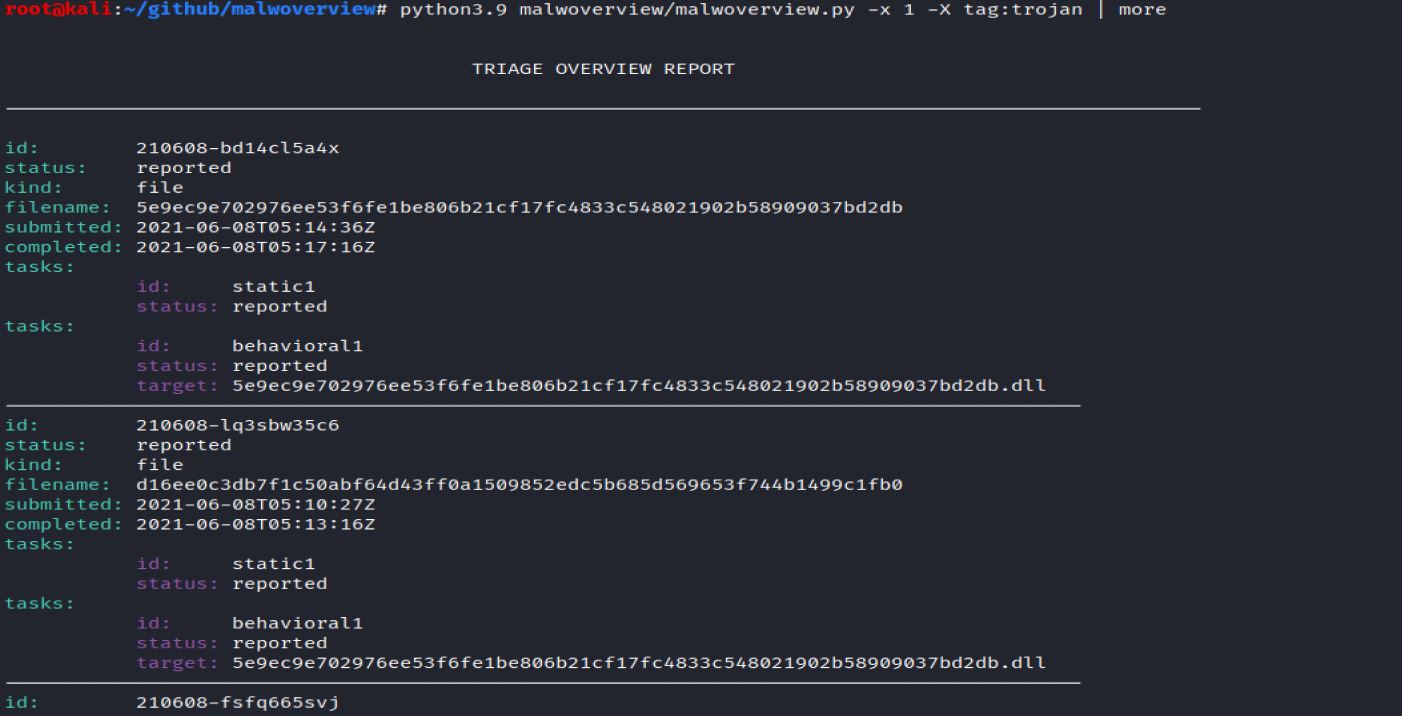 root@kali:~/github/malwoverview# python3.9 malwoverview/malwoverview.py -x 1 -X tag:trojan | more
TRIAGE OVERVIEW REPORT
id: 210608-bd14cl5a4x
status: reported
kind: file
filename: 5e9ec9e702976ee53f6fe1be806b21cf17fc4833c548021902b58909037bd2db
submitted: 2021-06-08T05:14:36Z
completed: 2021-06-08T05:17:16Z
tasks:
id: static1
status: reported
tasks:
id: behavioral1
status: reported
target: 5e9ec9e702976ee53f6fe1be806b21cf17fc4833c548021902b58909037bd2db.dll
id: 210608-lq3sbw35c6
status: reported
kind: file
filename: d16ee0c3db7f1c50abf64d43ff0a1509852edc5b685d569653f744b1499c1fb0
submitted: 2021-06-08T05:10:27Z
completed: 2021-06-08T05:13:16Z
tasks:
id: static1
status: reported
tasks:
id: behavioral1
status: reported
target: 5e9ec9e702976ee53f6fe1be806b21cf17fc4833c548021902b58909037bd2db.dll
id: 210608-fsfq665svj